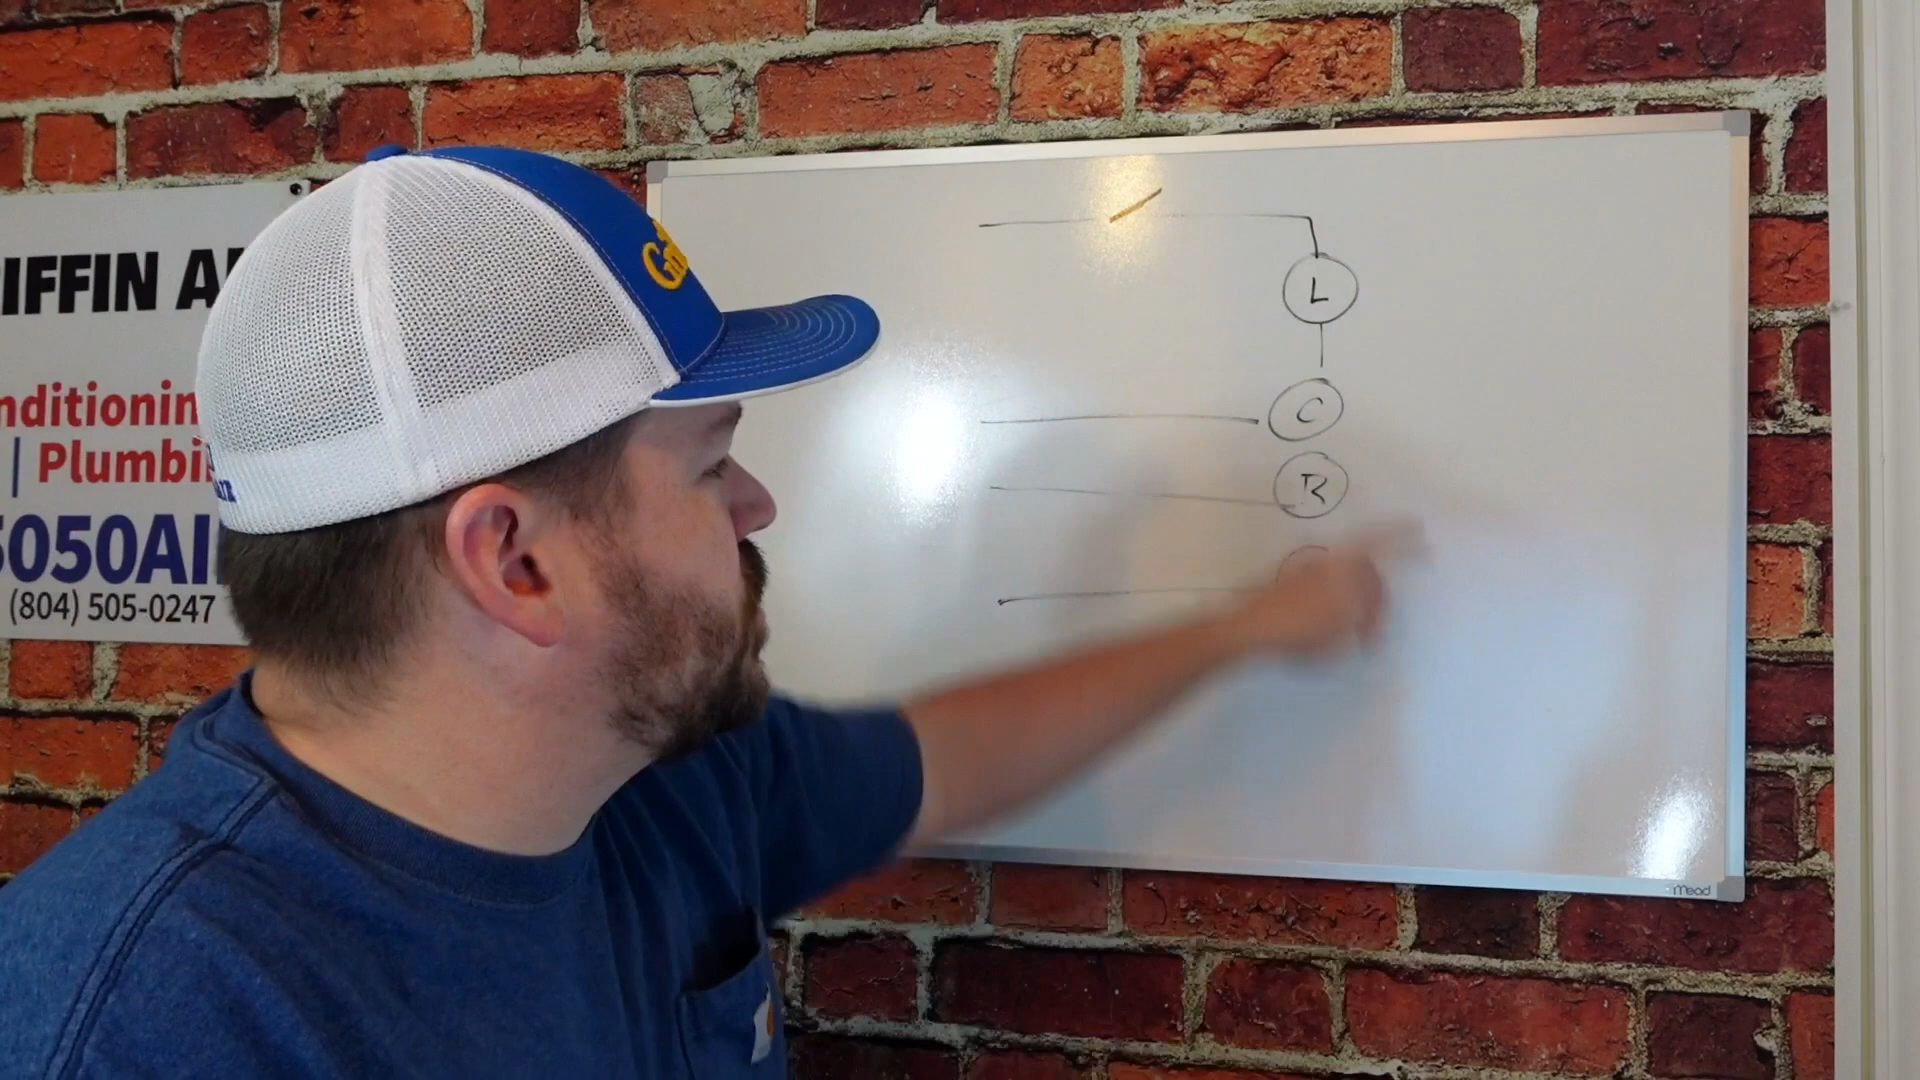 IFFIN A
nditionin
| Plumbi
5050AI
(804) 505-0247
G
L
C
R
mead